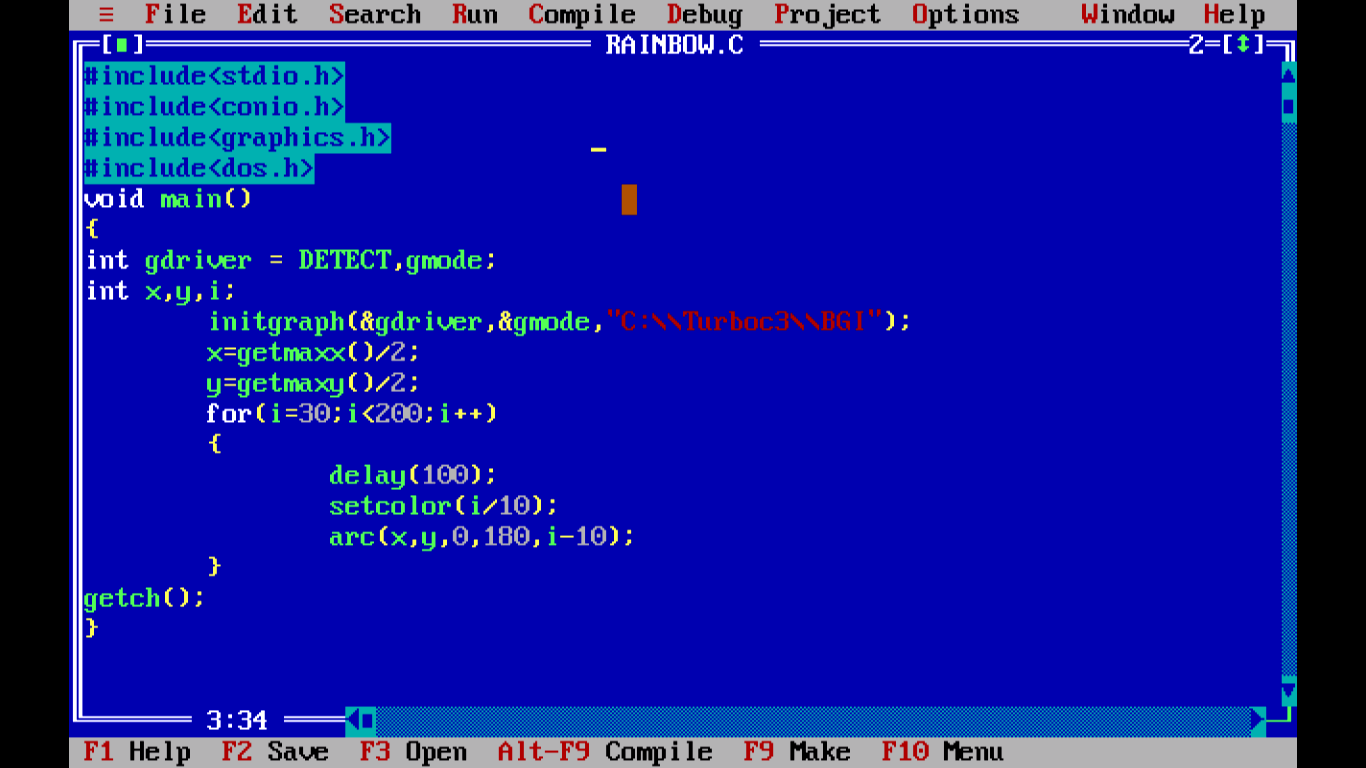 ≡ File Edit Search Run Compile Debug Project Options Window Help
[■] RAINBOW.C 2=[↕]
#include<stdio.h>
#include<conio.h>
#include<graphics.h>
#include<dos.h>
void main()
{
int gdriver = DETECT,gmode;
int x,y,i;
initgraph(&gdriver,&gmode,"C:\\Turboc3\\BGI");
x=getmaxx()/2;
y=getmaxy()/2;
for(i=30;i<200;i++)
{
delay(100);
setcolor(i/10);
arc(x,y,0,180,i-10);
}
getch();
}
3:34
F1 Help F2 Save F3 Open Alt-F9 Compile F9 Make F10 Menu